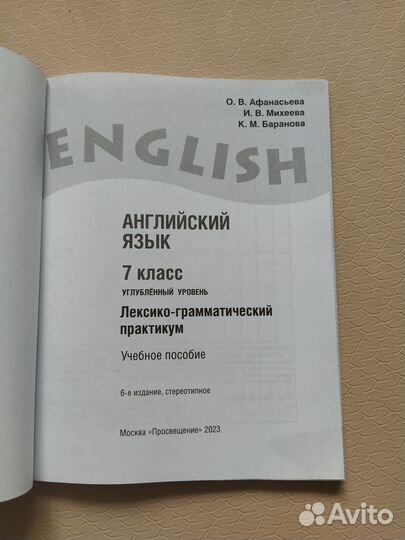 О. В. Афанасьева
И. В. Михеева
К. М. Баранова
ENGLISH
АНГЛИЙСКИЙ
ЯЗЫК
7 класс
УГЛУБЛЁННЫЙ УРОВЕНЬ
Лексико-грамматический
практикум
Учебное пособие
6-е издание, стереотипное
Москва «Просвещение» 2023
Avito